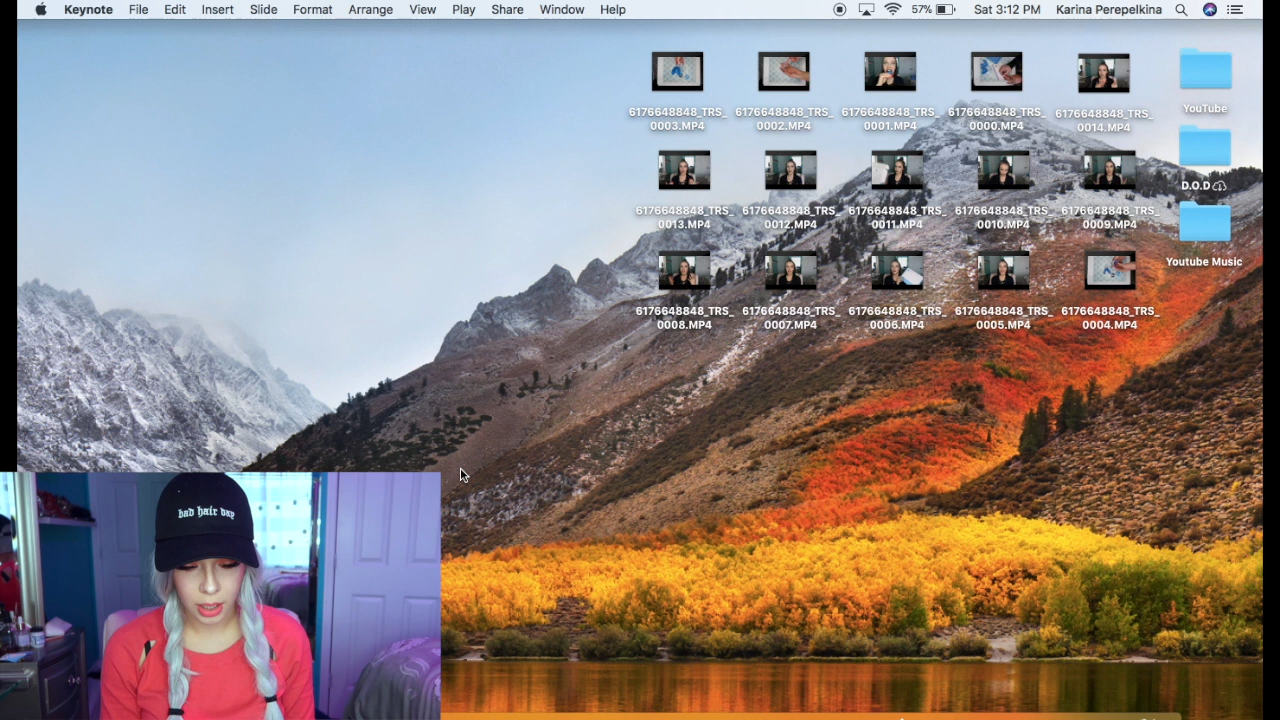 Keynote File Edit Insert Slide Format Arrange View Play Share Window Help 57% Sat 3:12 PM Karina Perepelkina
6176648848_TRS_ 6176648848_TRS_ 6176648848_TRS_ 6176648848_TRS_ 6176648848_TRS_ YouTube
0003.MP4 0002.MP4 0001.MP4 0000.MP4 0014.MP4
D.O.D
6176648848_TRS_ 6176648848_TRS_ 6176648848_TRS_ 6176648848_TRS_ 6176648848_TRS_
0013.MP4 0012.MP4 0011.MP4 0010.MP4 0009.MP4
Youtube Music
6176648848_TRS_ 6176648848_TRS_ 6176648848_TRS_ 6176648848_TRS_ 6176648848_TRS_
0008.MP4 0007.MP4 0006.MP4 0005.MP4 0004.MP4
bad hair day